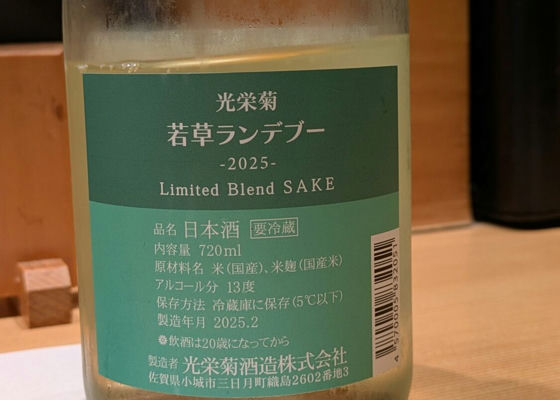 光栄菊
若草ランデブー
-2025-
Limited Blend SAKE
品名 日本酒 要冷蔵
内容量 720ml
原材料名 米(国産)、米麹(国産米)
アルコール分 13度
保存方法 冷蔵庫に保存(5℃以下)
製造年月 2025.2
※飲酒は20歳になってから
製造者 光栄菊酒造株式会社
佐賀県小城市三日月町織島2602番地3
4570005832051